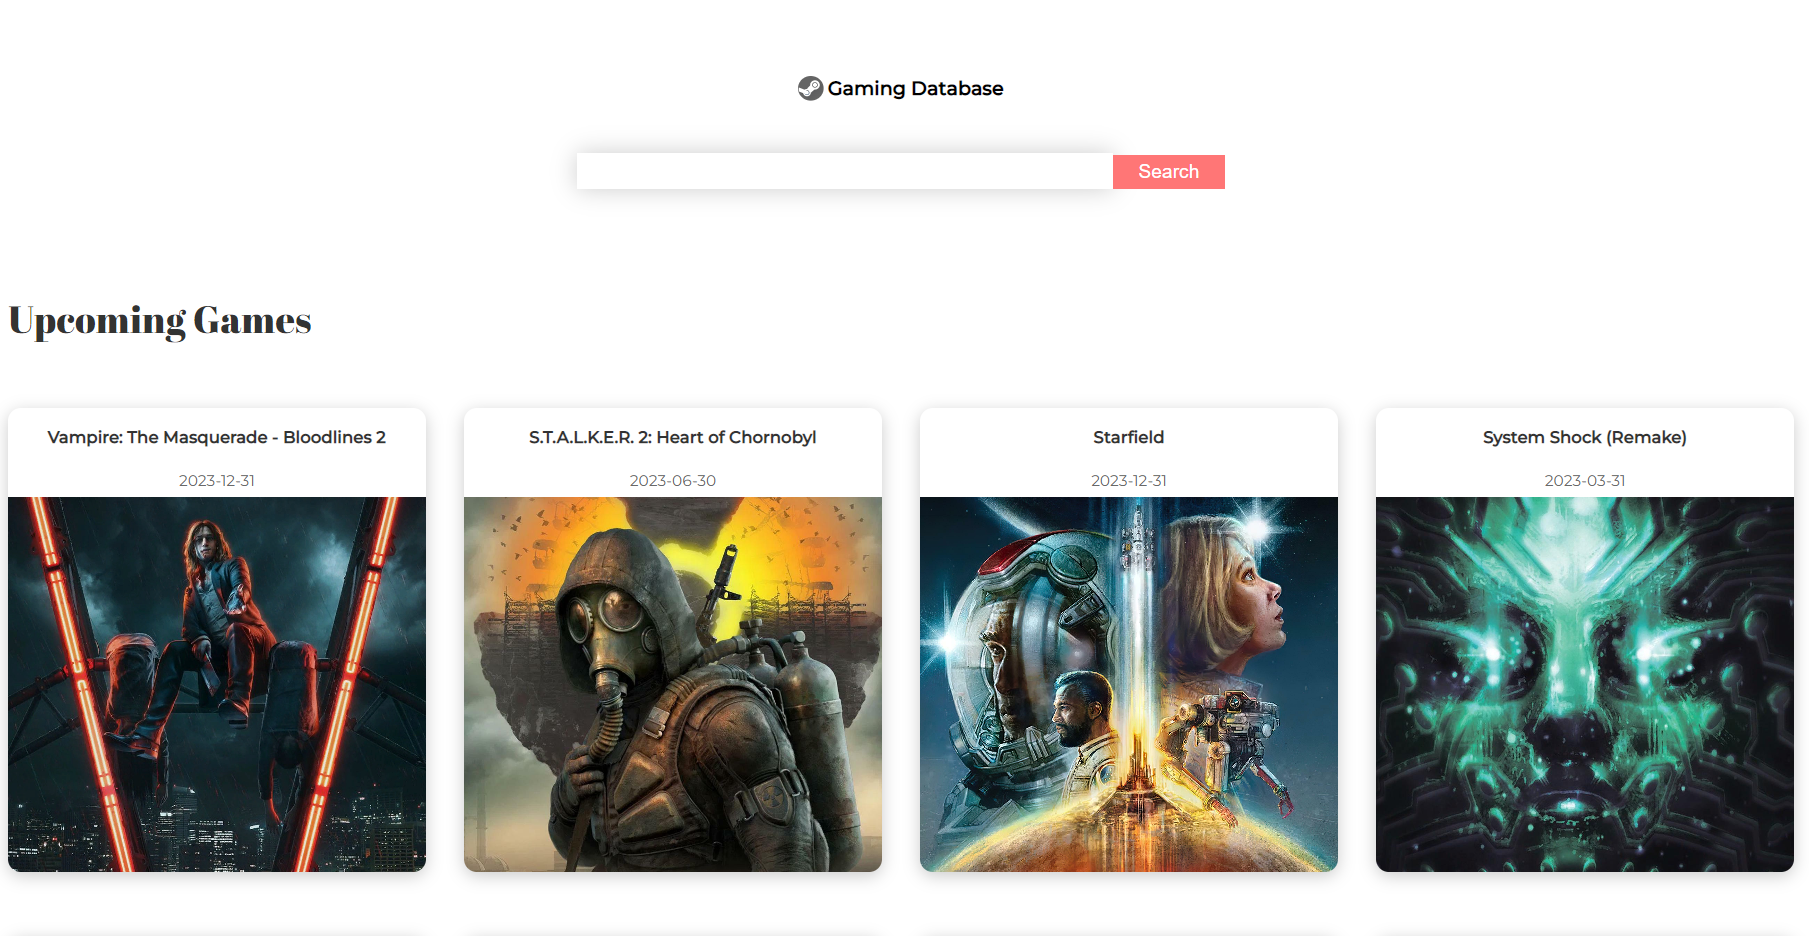 Gaming Database
Search
Upcoming Games
Vampire: The Masquerade - Bloodlines 2
2023-12-31
S.T.A.L.K.E.R. 2: Heart of Chornobyl
2023-06-30
Starfield
2023-12-31
System Shock (Remake)
2023-03-31